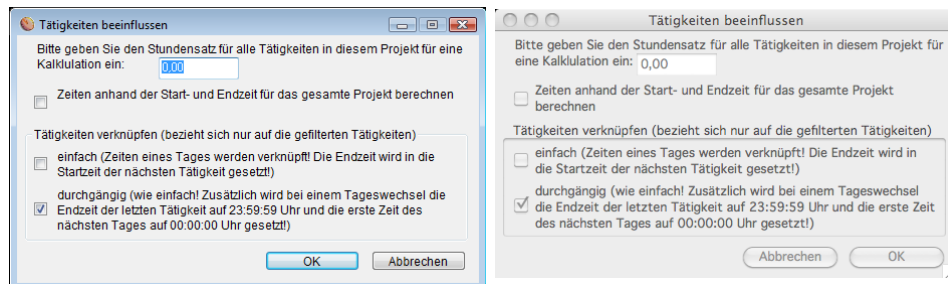 Tätigkeiten beeinflussen
Bitte geben Sie den Stundensatz für alle Tätigkeiten in diesem Projekt für eine
Kalklulation ein: 0,00
Zeiten anhand der Start- und Endzeit für das gesamte Projekt berechnen
Tätigkeiten verknüpfen (bezieht sich nur auf die gefilterten Tätigkeiten)
einfach (Zeiten eines Tages werden verknüpft! Die Endzeit wird in die
Startzeit der nächsten Tätigkeit gesetzt!)
durchgängig (wie einfach! Zusätzlich wird bei einem Tageswechsel die
Endzeit der letzten Tätigkeit auf 23:59:59 Uhr und die erste Zeit des
nächsten Tages auf 00:00:00 Uhr gesetzt!)
OK Abbrechen
Tätigkeiten beeinflussen
Bitte geben Sie den Stundensatz für alle Tätigkeiten in diesem Projekt für
eine Kalklulation ein: 0,00
Zeiten anhand der Start- und Endzeit für das gesamte Projekt
berechnen
Tätigkeiten verknüpfen (bezieht sich nur auf die gefilterten Tätigkeiten)
einfach (Zeiten eines Tages werden verknüpft! Die Endzeit wird in
die Startzeit der nächsten Tätigkeit gesetzt!)
durchgängig (wie einfach! Zusätzlich wird bei einem Tageswechsel
die Endzeit der letzten Tätigkeit auf 23:59:59 Uhr und die erste Zeit
des nächsten Tages auf 00:00:00 Uhr gesetzt!)
Abbrechen OK